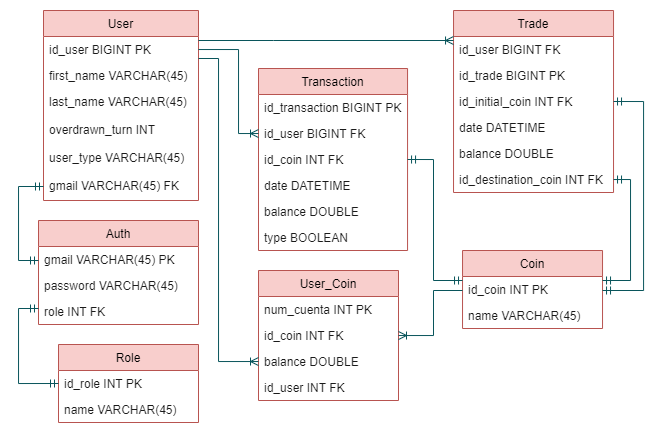 User
id_user BIGINT PK
first_name VARCHAR(45)
last_name VARCHAR(45)
overdrawn_turn INT
user_type VARCHAR(45)
gmail VARCHAR(45) FK
Auth
gmail VARCHAR(45) PK
password VARCHAR(45)
role INT FK
Role
id_role INT PK
name VARCHAR(45)
Transaction
id_transaction BIGINT PK
id_user BIGINT FK
id_coin INT FK
date DATETIME
balance DOUBLE
type BOOLEAN
User_Coin
num_cuenta INT PK
id_coin INT FK
balance DOUBLE
id_user INT FK
Trade
id_user BIGINT FK
id_trade BIGINT PK
id_initial_coin INT FK
date DATETIME
balance DOUBLE
id_destination_coin INT FK
Coin
id_coin INT PK
name VARCHAR(45)